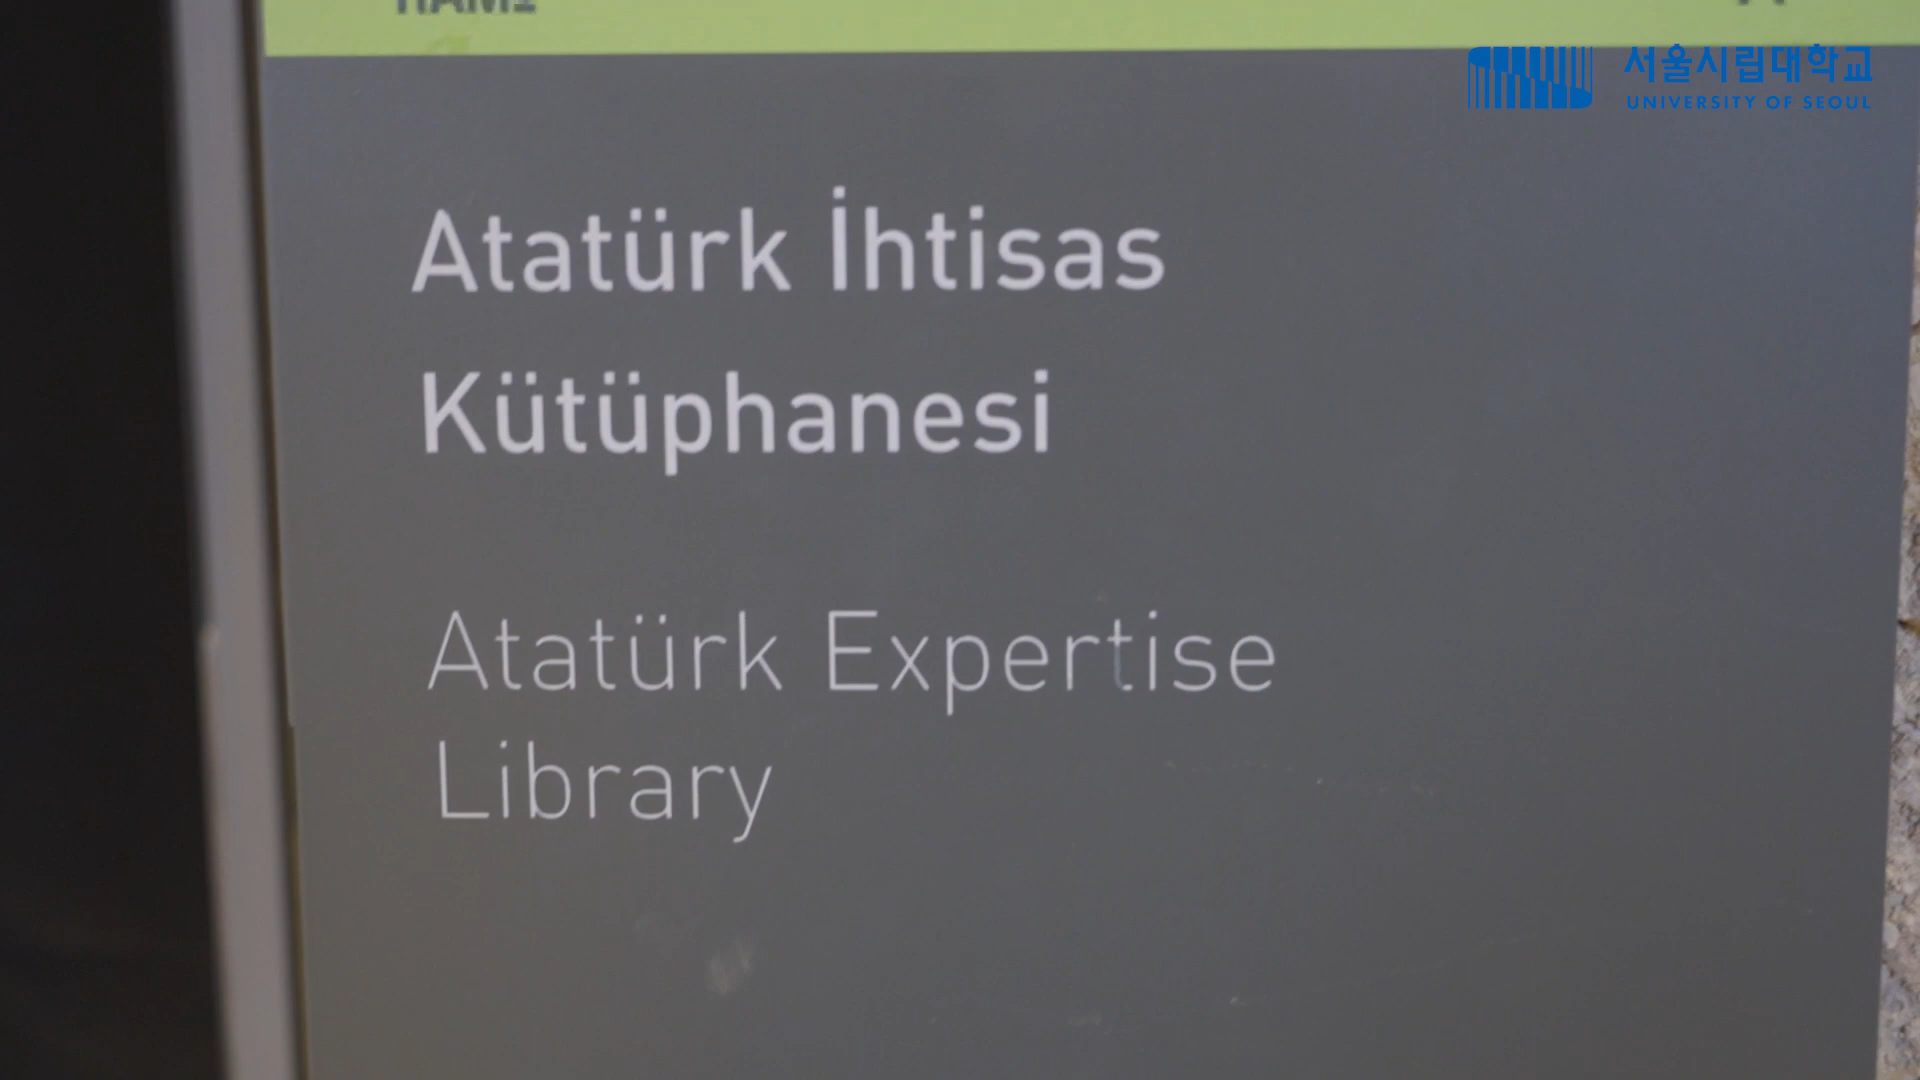 서울시립대학교
UNIVERSITY OF SEOUL
Atatürk İhtisas
Kütüphanesi
Atatürk Expertise
Library